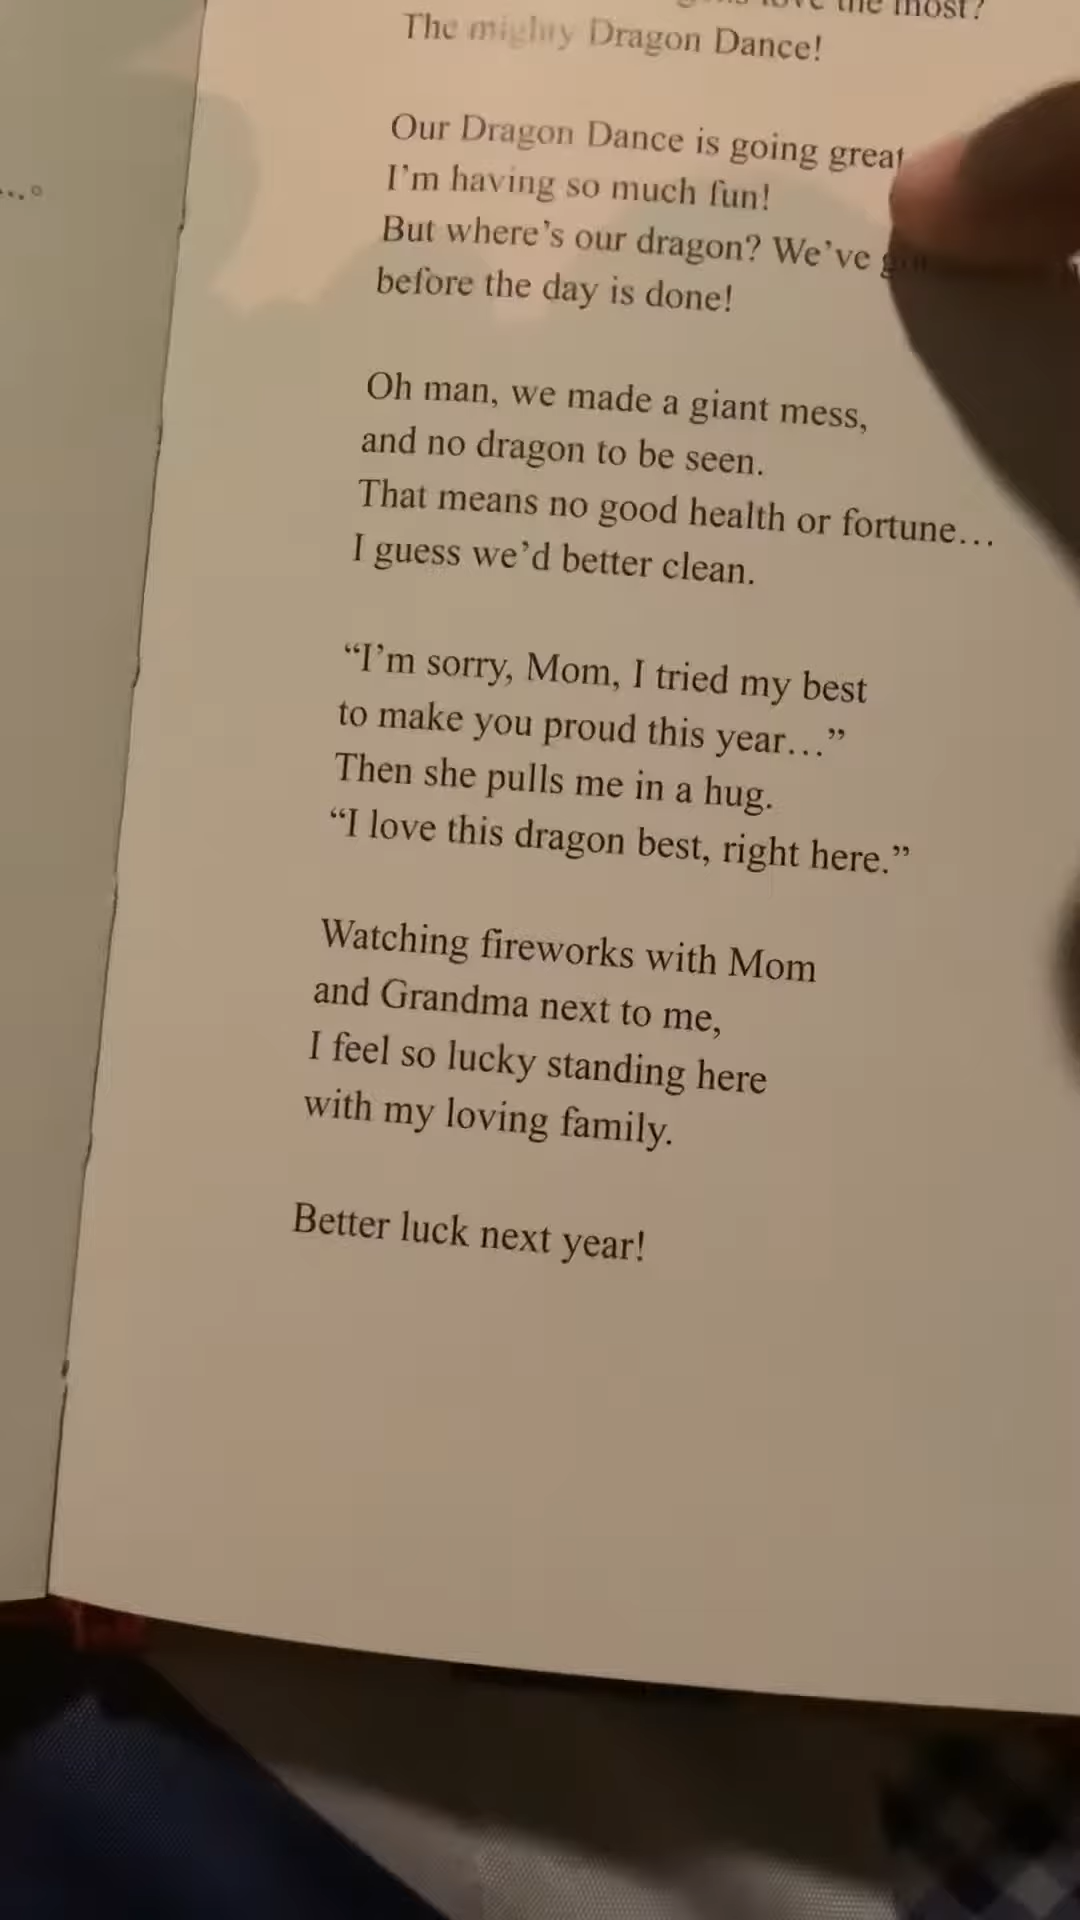 the most?
The mighty Dragon Dance!
Our Dragon Dance is going great
I'm having so much fun!
But where's our dragon? We've
before the day is done!
Oh man, we made a giant mess,
and no dragon to be seen.
That means no good health or fortune…
I guess we'd better clean.
“I'm sorry, Mom, I tried my best
to make you proud this year…”
Then she pulls me in a hug.
“I love this dragon best, right here.”
Watching fireworks with Mom
and Grandma next to me,
I feel so lucky standing here
with my loving family.
Better luck next year!